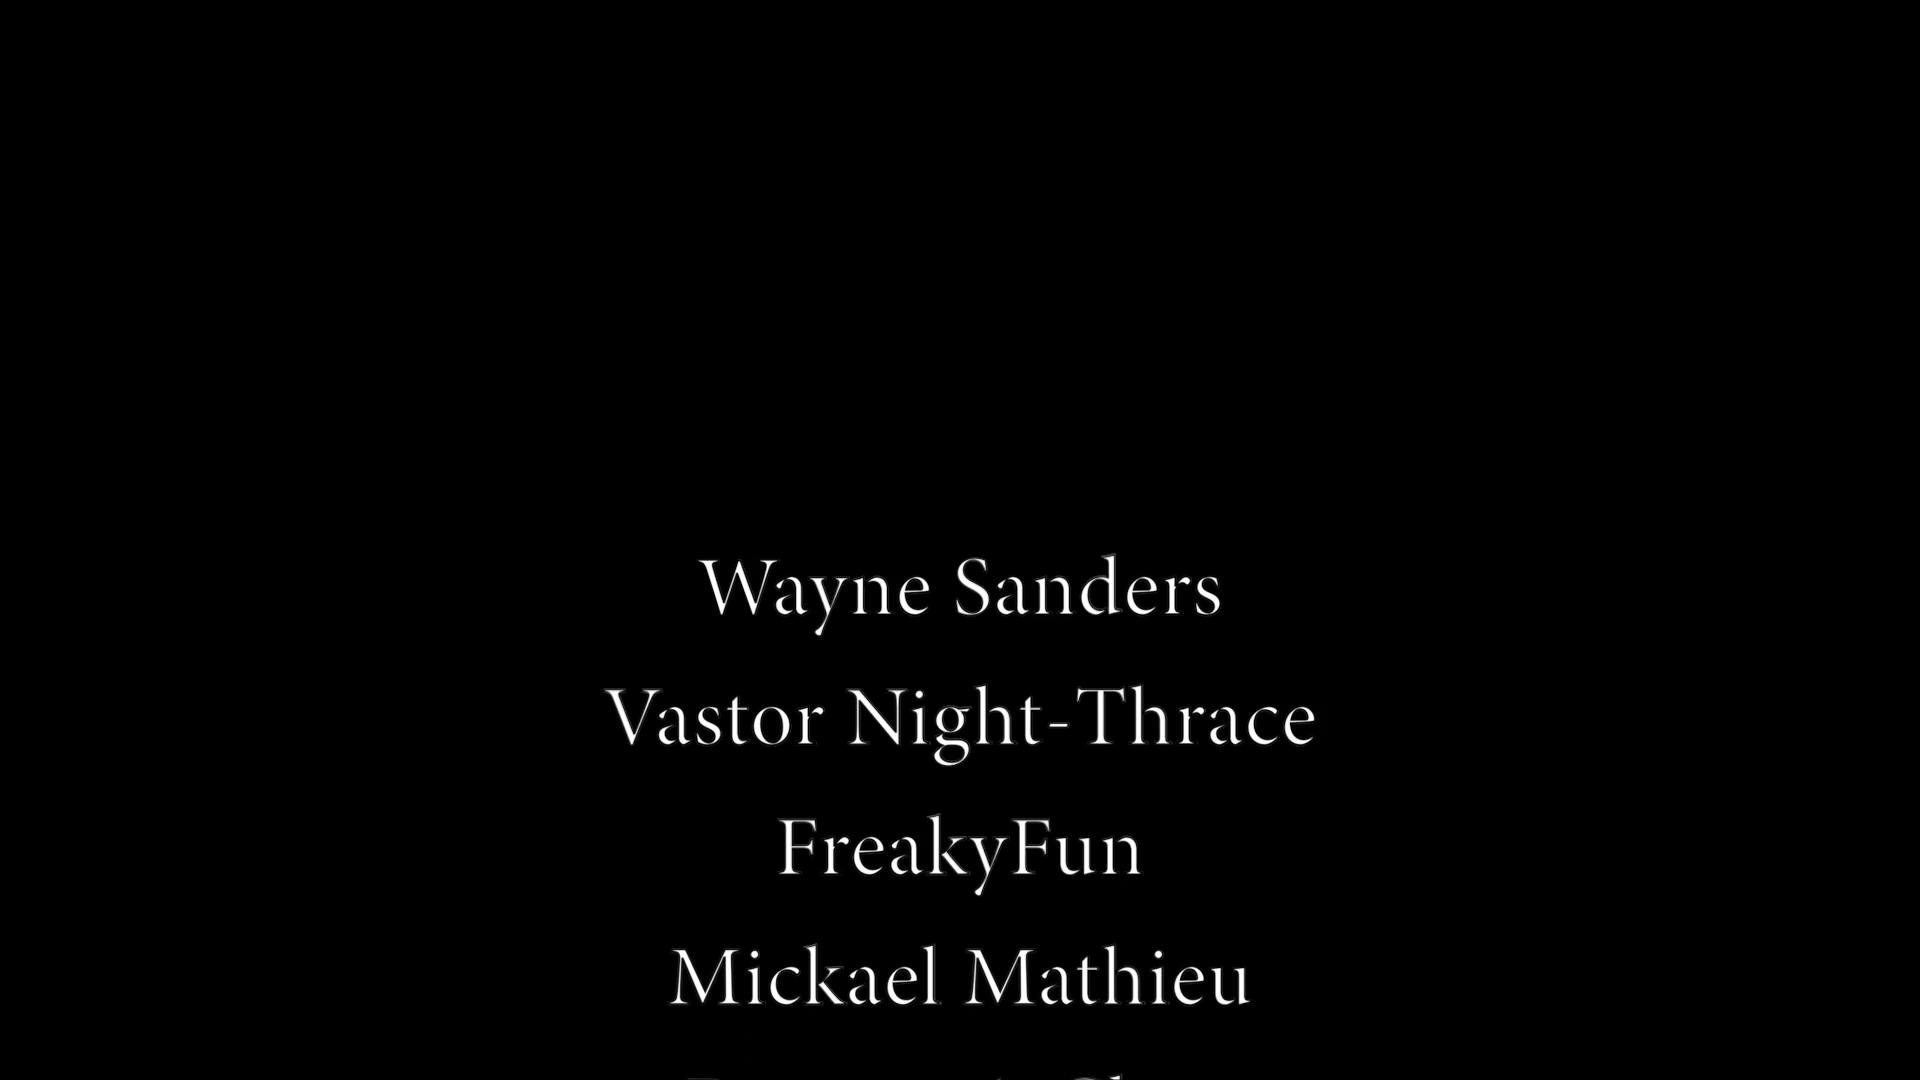 Wayne Sanders
Vastor Night-Thrace
FreakyFun
Mickael Mathieu